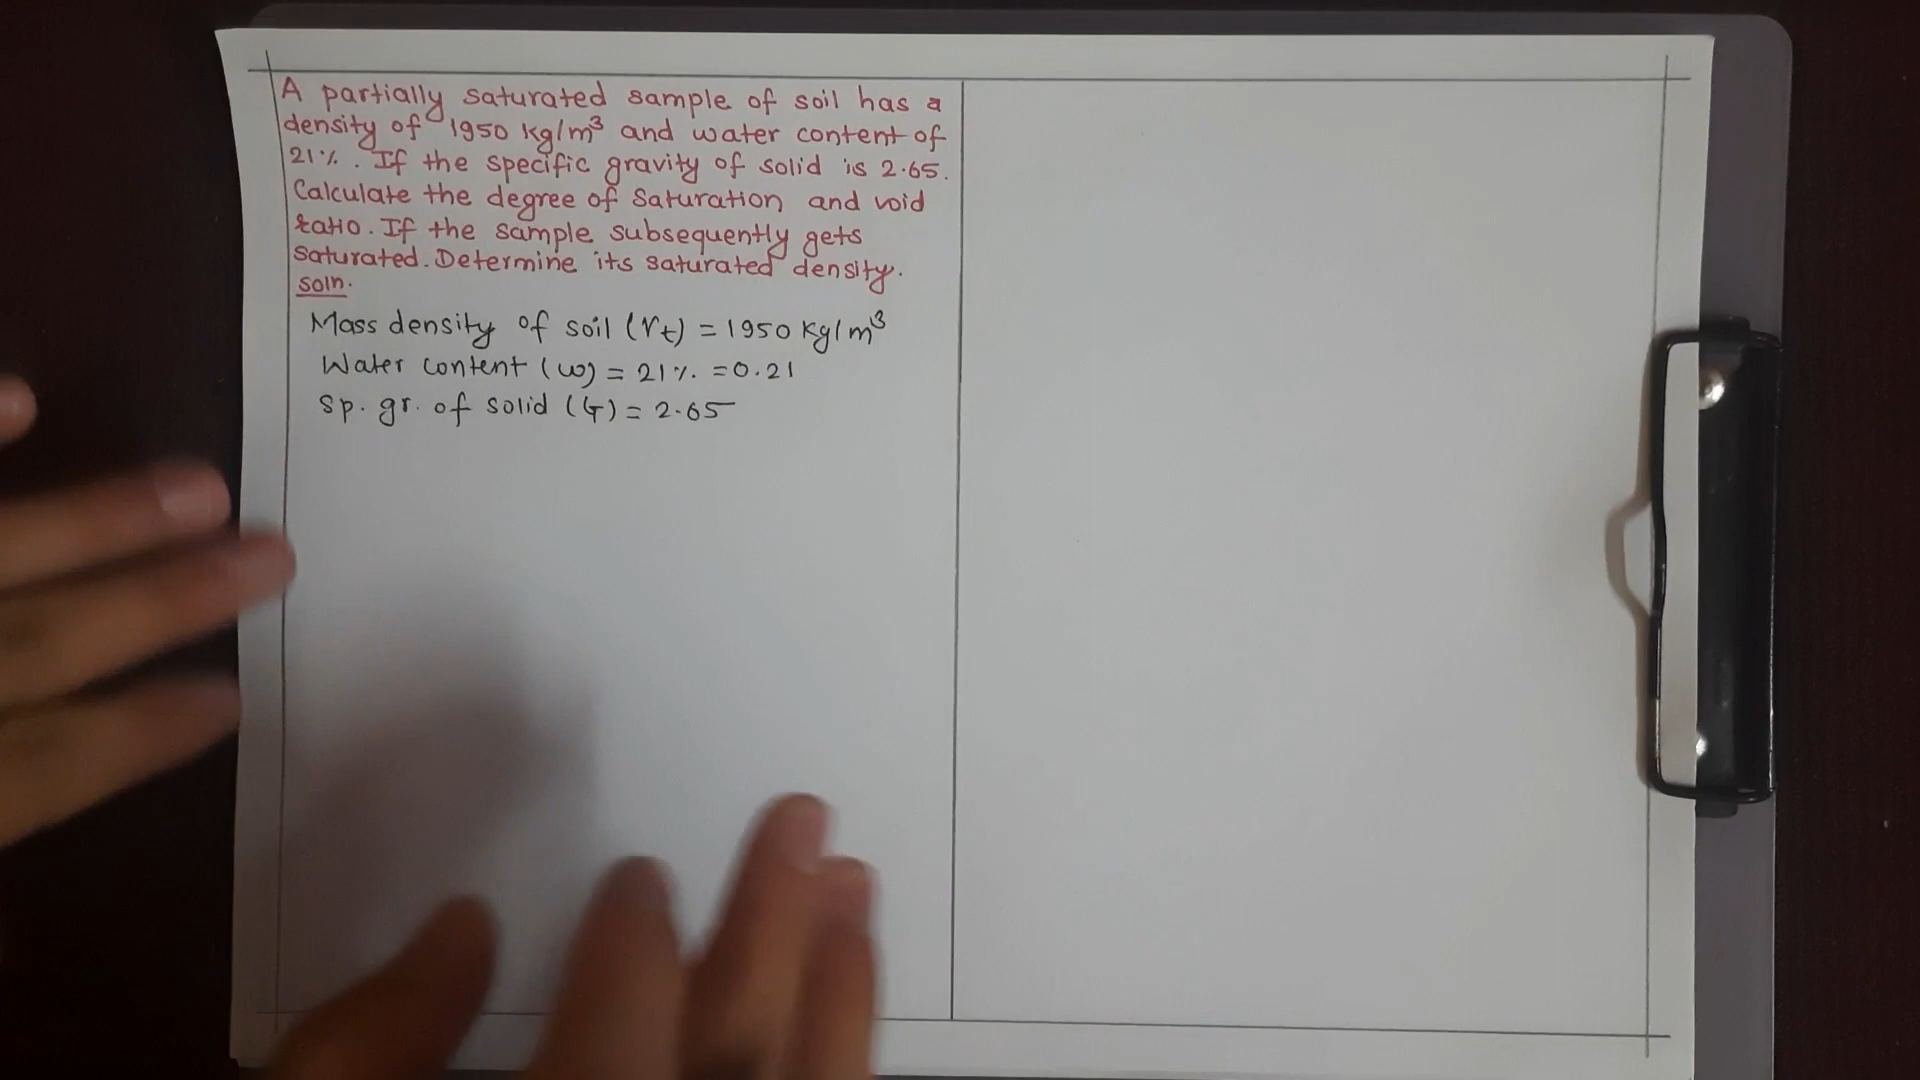 A partially saturated sample of soil has a
density of 1950 kg/m³ and water content of
21%. If the specific gravity of solid is 2.65.
Calculate the degree of saturation and void
ratio. If the sample subsequently gets
saturated. Determine its saturated density.
Soln.
Mass density of soil (γt) = 1950 kg/m³
Water content (w) = 21% = 0.21
Sp. gr. of solid (G) = 2.65